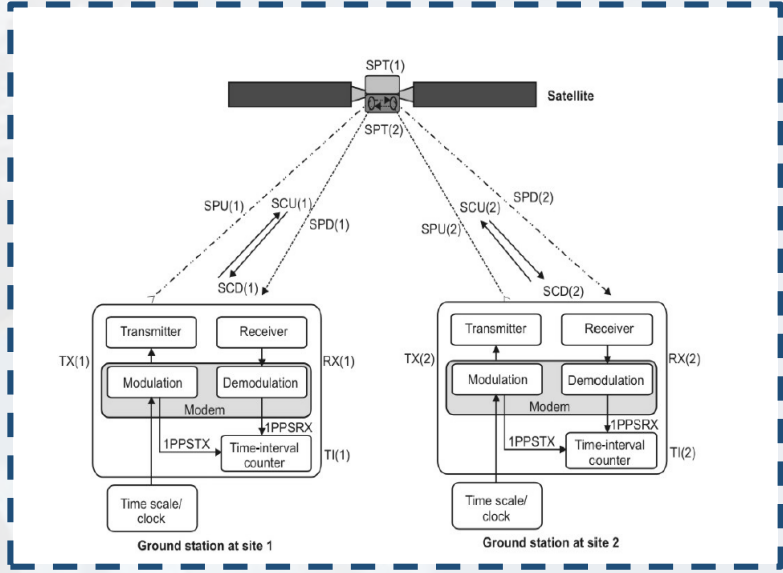 SPT(1)
Satellite
SPT(2)
SPU(1)
SCU(1)
SPD(1)
SCD(1)
SPU(2)
SCU(2)
SPD(2)
SCD(2)
Transmitter
Receiver
TX(1)
RX(1)
Modulation
Demodulation
Modem
1PPSRX
1PPSTX
Time-interval
counter
TI(1)
Time scale/
clock
Ground station at site 1
Transmitter
Receiver
TX(2)
RX(2)
Modulation
Demodulation
Modem
1PPSRX
1PPSTX
Time-interval
counter
TI(2)
Time scale/
clock
Ground station at site 2